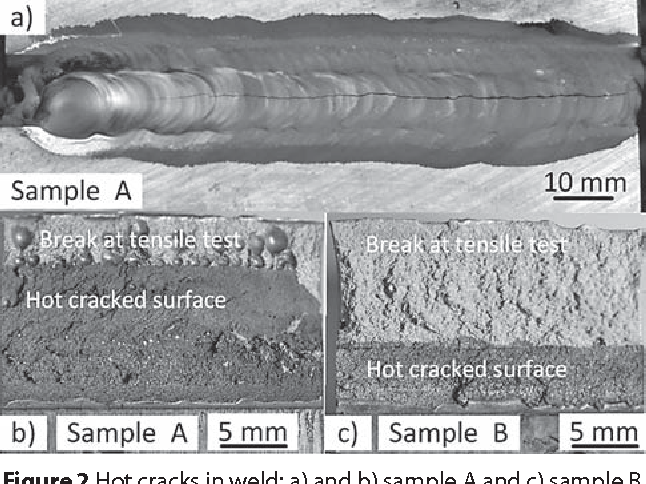 a)
Sample A
10 mm
Break at tensile test
Hot cracked surface
b) Sample A 5 mm
Break at tensile test
Hot cracked surface
c) Sample B 5 mm
Figure 2 Hot cracks in weld: a) and b) sample A and c) sample B